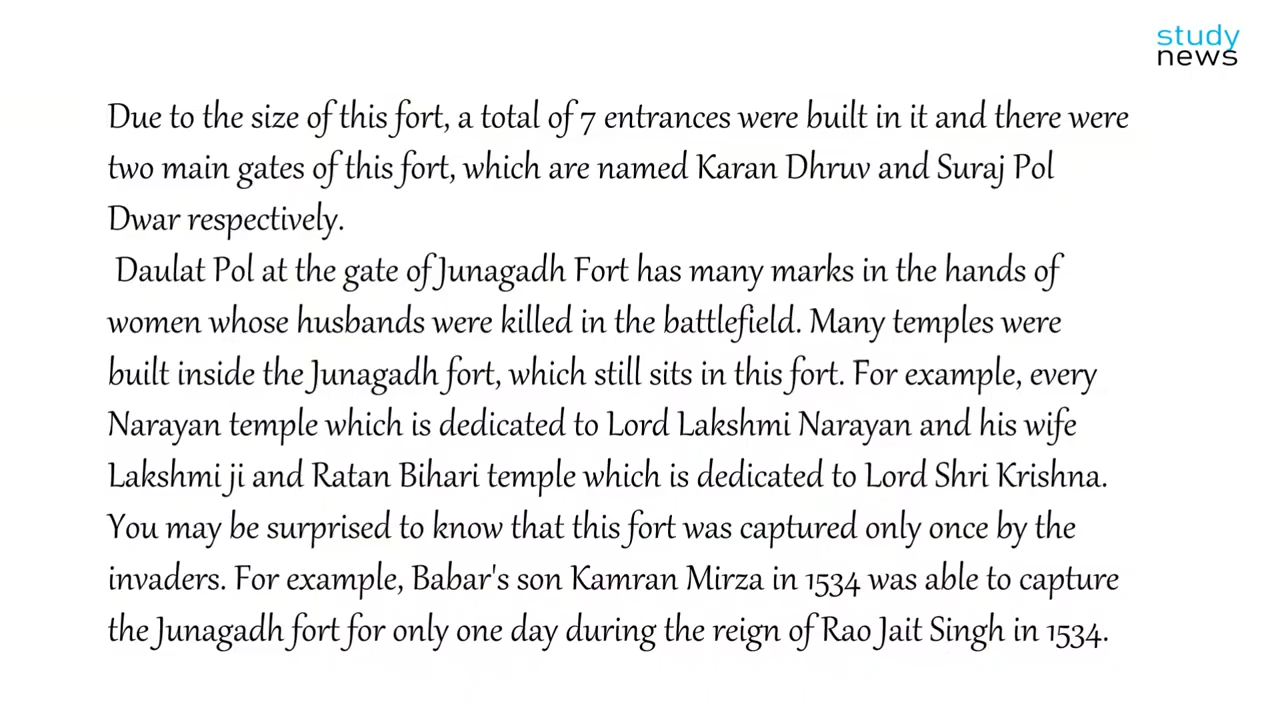 study
news
Due to the size of this fort, a total of 7 entrances were built in it and there were
two main gates of this fort, which are named Karan Dhruv and Suraj Pol
Dwar respectively.
Daulat Pol at the gate of Junagadh Fort has many marks in the hands of
women whose husbands were killed in the battlefield. Many temples were
built inside the Junagadh fort, which still sits in this fort. For example, every
Narayan temple which is dedicated to Lord Lakshmi Narayan and his wife
Lakshmi ji and Ratan Bihari temple which is dedicated to Lord Shri Krishna.
You may be surprised to know that this fort was captured only once by the
invaders. For example, Babar's son Kamran Mirza in 1534 was able to capture
the Junagadh fort for only one day during the reign of Rao Jait Singh in 1534.